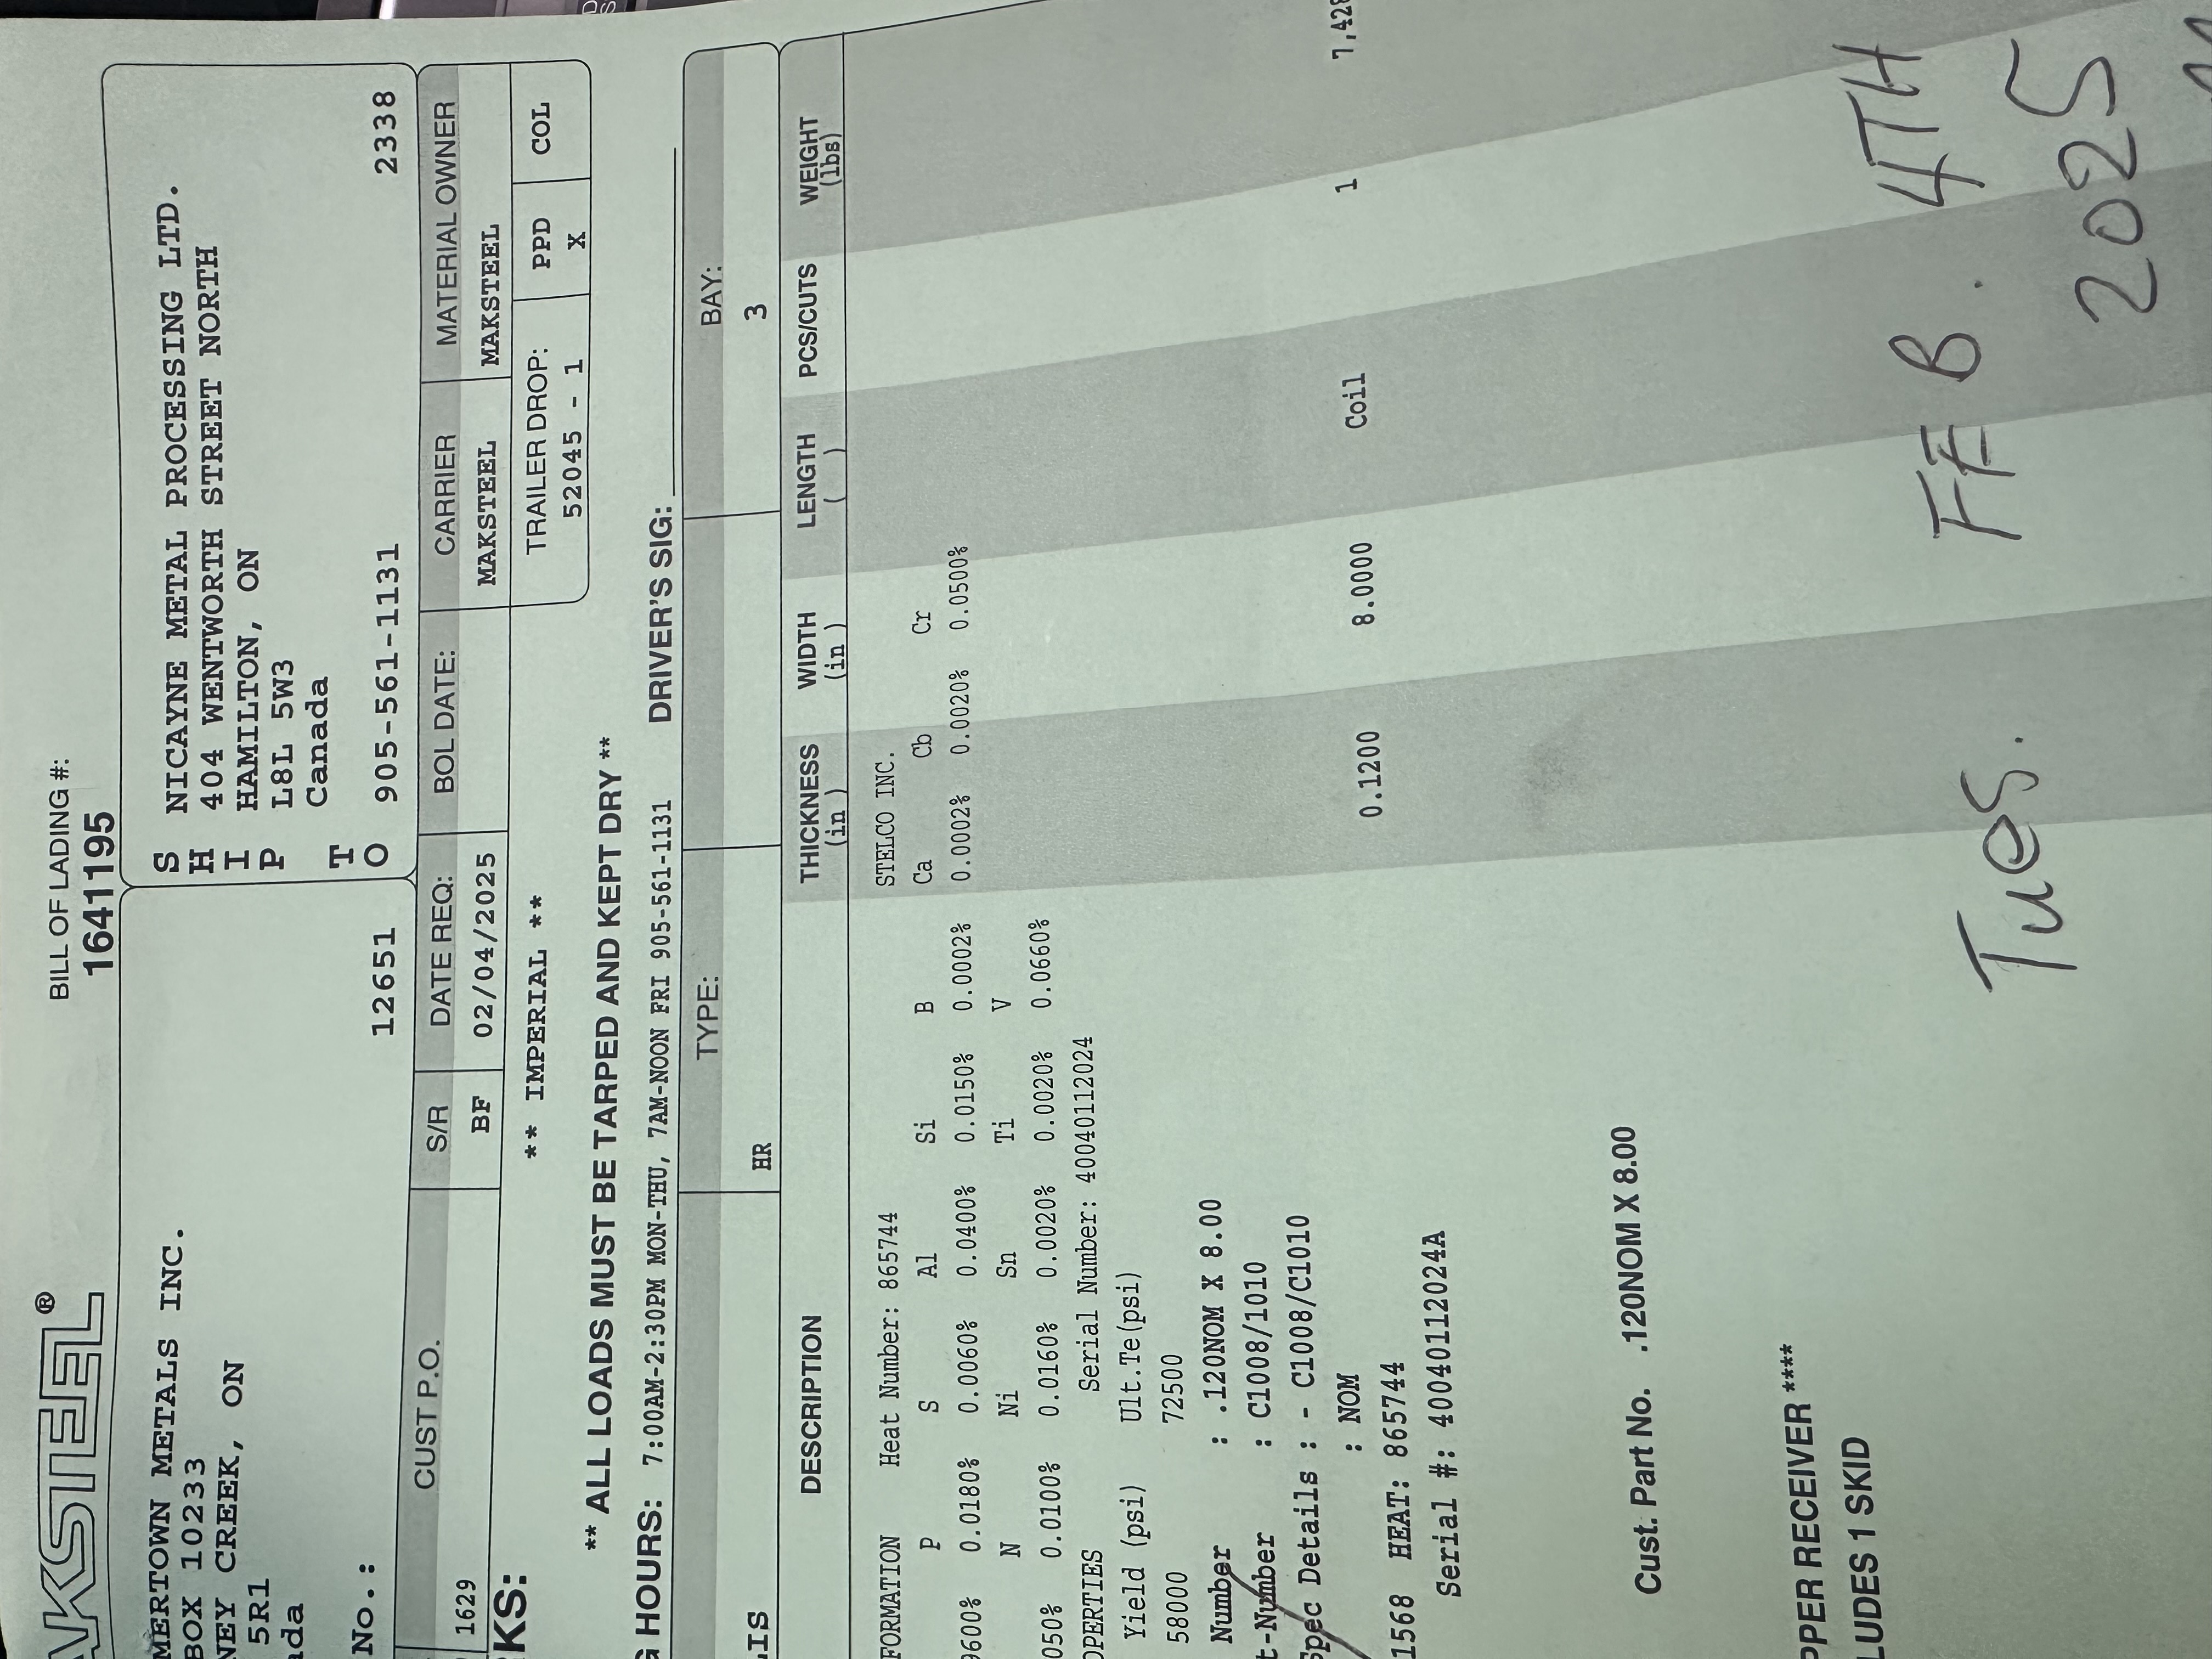 AKSTEEL®
BILL OF LADING #:
1641195
MERTOWN METALS INC.
BOX 10233
NEY CREEK, ON
5R1
ada
No.:
12651
SHIP TO
NICAYNE METAL PROCESSING LTD.
404 WENTWORTH STREET NORTH
HAMILTON, ON
L8L 5W3
Canada
905-561-1131 2338
CUST P.O. S/R DATE REQ: BOL DATE: CARRIER MATERIAL OWNER
1629 BF 02/04/2025 MAKSTEEL MAKSTEEL
KS:
** IMPERIAL **
TRAILER DROP: PPD COL
52045 - 1 X
** ALL LOADS MUST BE TARPED AND KEPT DRY **
G HOURS: 7:00AM-2:30PM MON-THU, 7AM-NOON FRI 905-561-1131 DRIVER'S SIG:
TYPE: BAY:
LIS HR 3
DESCRIPTION THICKNESS WIDTH LENGTH PCS/CUTS WEIGHT
(in ) (in ) ( ) (lbs)
FORMATION Heat Number: 865744 STELCO INC.
P S Al Si B Ca Cb Cr
9600% 0.0180% 0.0060% 0.0400% 0.0150% 0.0002% 0.0002% 0.0020% 0.0500%
N Ni Sn Ti V
050% 0.0100% 0.0160% 0.0020% 0.0020% 0.0660%
OPERTIES Serial Number: 40040112024
Yield (psi) Ult.Te(psi)
58000 72500
Number : .120NOM X 8.00
t-Number : C1008/1010
Spec Details : - C1008/C1010
: NOM
0.1200 8.0000 Coil 1 7,428
1568 HEAT: 865744
Serial #: 40040112024A
Cust. Part No. .120NOM X 8.00
PPER RECEIVER ****
LUDES 1 SKID
Tues. FEB. 4TH
2025